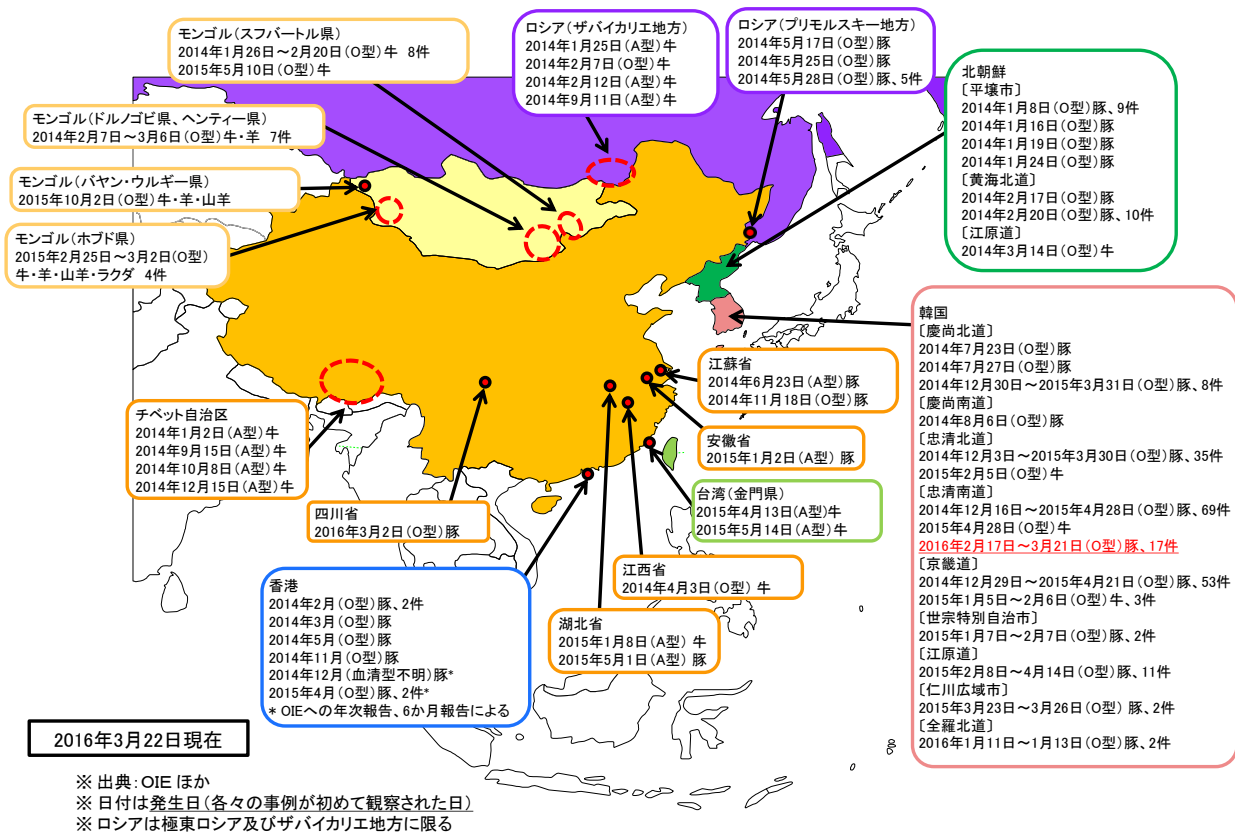 モンゴル(スフバートル県)
2014年1月26日～2月20日(O型)牛 8件
2015年5月10日(O型)牛
ロシア(ザバイカリエ地方)
2014年1月25日(A型)牛
2014年2月7日(O型)牛
2014年2月12日(A型)牛
2014年9月11日(A型)牛
ロシア(プリモルスキー地方)
2014年5月17日(O型)豚
2014年5月25日(O型)豚
2014年5月28日(O型)豚、5件
北朝鮮
〔平壌市〕
2014年1月8日(O型)豚、9件
2014年1月16日(O型)豚
2014年1月19日(O型)豚
2014年1月24日(O型)豚
〔黄海北道〕
2014年2月17日(O型)豚
2014年2月20日(O型)豚、10件
〔江原道〕
2014年3月14日(O型)牛
モンゴル(ドルノゴビ県、ヘンティー県)
2014年2月7日～3月6日(O型)牛・羊 7件
モンゴル(バヤン・ウルギー県)
2015年10月2日(O型)牛・羊・山羊
モンゴル(ホブド県)
2015年2月25日～3月2日(O型)
牛・羊・山羊・ラクダ 4件
韓国
〔慶尚北道〕
2014年7月23日(O型)豚
2014年7月27日(O型)豚
2014年12月30日～2015年3月31日(O型)豚、8件
〔慶尚南道〕
2014年8月6日(O型)豚
〔忠清北道〕
2014年12月3日～2015年3月30日(O型)豚、35件
2015年2月5日(O型)牛
〔忠清南道〕
2014年12月16日～2015年4月28日(O型)豚、69件
2015年4月28日(O型)牛
2016年2月17日～3月21日(O型)豚、17件
〔京畿道〕
2014年12月29日～2015年4月21日(O型)豚、53件
2015年1月5日～2月6日(O型)牛、3件
〔世宗特別自治市〕
2015年1月7日～2月7日(O型)豚、2件
〔江原道〕
2015年2月8日～4月14日(O型)豚、11件
〔仁川広域市〕
2015年3月23日～3月26日(O型)豚、2件
〔全羅北道〕
2016年1月11日～1月13日(O型)豚、2件
江蘇省
2014年6月23日(A型)豚
2014年11月18日(O型)豚
安徽省
2015年1月2日(A型)豚
チベット自治区
2014年1月2日(A型)牛
2014年9月15日(A型)牛
2014年10月8日(A型)牛
2014年12月15日(A型)牛
四川省
2016年3月2日(O型)豚
台湾(金門県)
2015年4月13日(A型)牛
2015年5月14日(A型)牛
江西省
2014年4月3日(O型)牛
湖北省
2015年1月8日(A型)牛
2015年5月1日(A型)豚
香港
2014年2月(O型)豚、2件
2014年3月(O型)豚
2014年5月(O型)豚
2014年11月(O型)豚
2014年12月(血清型不明)豚*
2015年4月(O型)豚、2件*
* OIEへの年次報告、6か月報告による
2016年3月22日現在
※ 出典：OIE ほか
※ 日付は発生日(各々の事例が初めて観察された日)
※ ロシアは極東ロシア及びザバイカリエ地方に限る